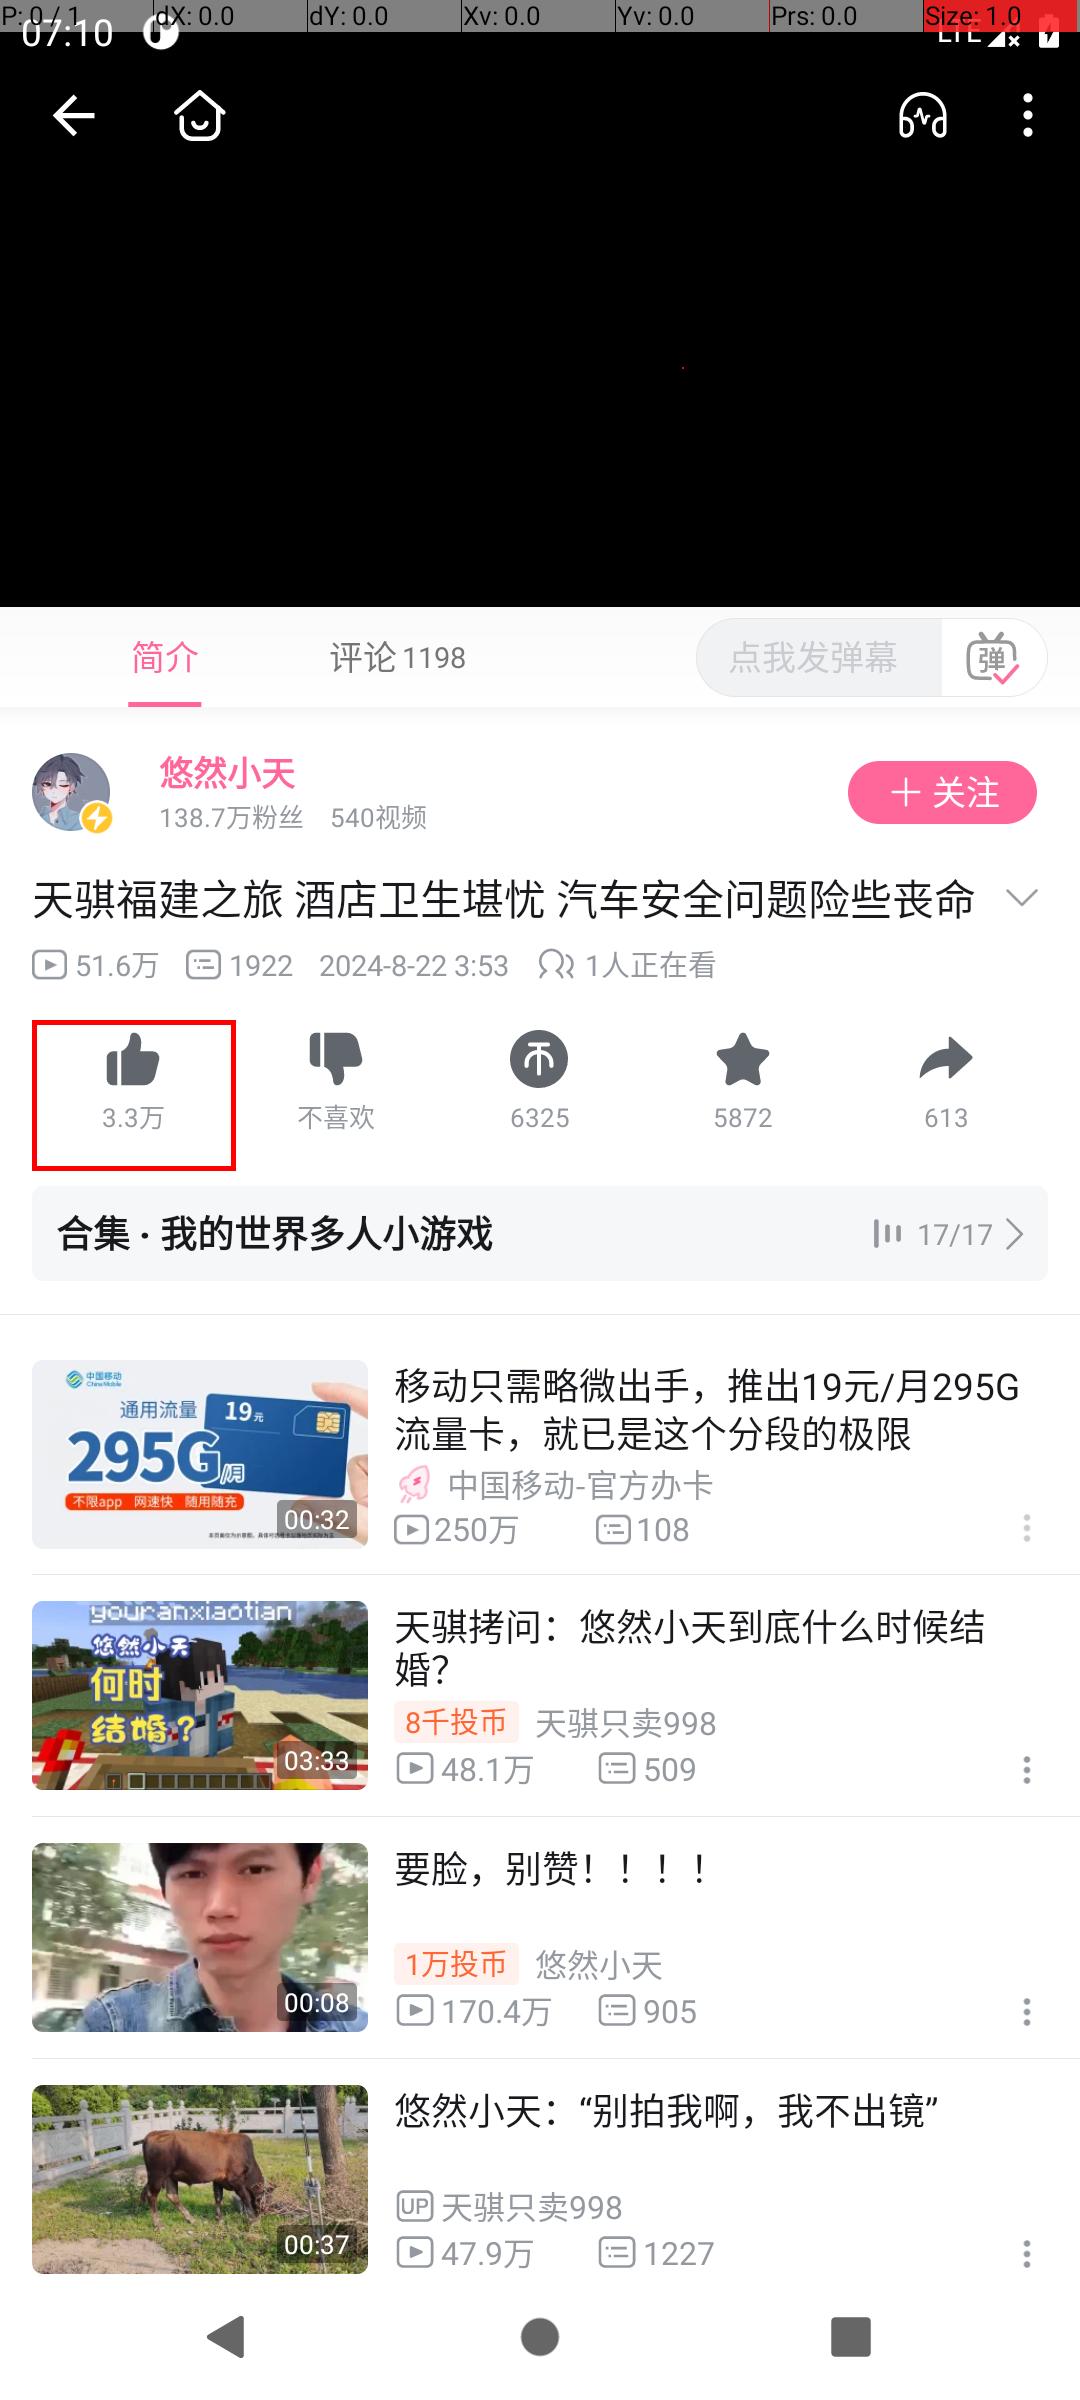 P: 0 / 1
dX: 0.0
dY: 0.0
Xv: 0.0
Yv: 0.0
Prs: 0.0
Size: 1.0
07:10
LTE
简介
评论 1198
点我发弹幕
弹
悠然小天
138.7万粉丝 540视频
关注
天骐福建之旅 酒店卫生堪忧 汽车安全问题险些丧命
51.6万 1922 2024-8-22 3:53 1人正在看
3.3万 不喜欢 6325 5872 613
合集 · 我的世界多人小游戏 17/17
中国移动
China Mobile
通用流量
19元
295G/月
不限app 网速快 随用随充
00:32
移动只需略微出手，推出19元/月295G
流量卡，就已是这个分段的极限
中国移动-官方办卡
250万 108
youranxiaotian
悠然小天
何时
结婚？
03:33
天骐拷问：悠然小天到底什么时候结
婚？
8千投币 天骐只卖998
48.1万 509
00:08
要脸，别赞！！！！
1万投币 悠然小天
170.4万 905
00:37
悠然小天：“别拍我啊，我不出镜”
UP 天骐只卖998
47.9万 1227